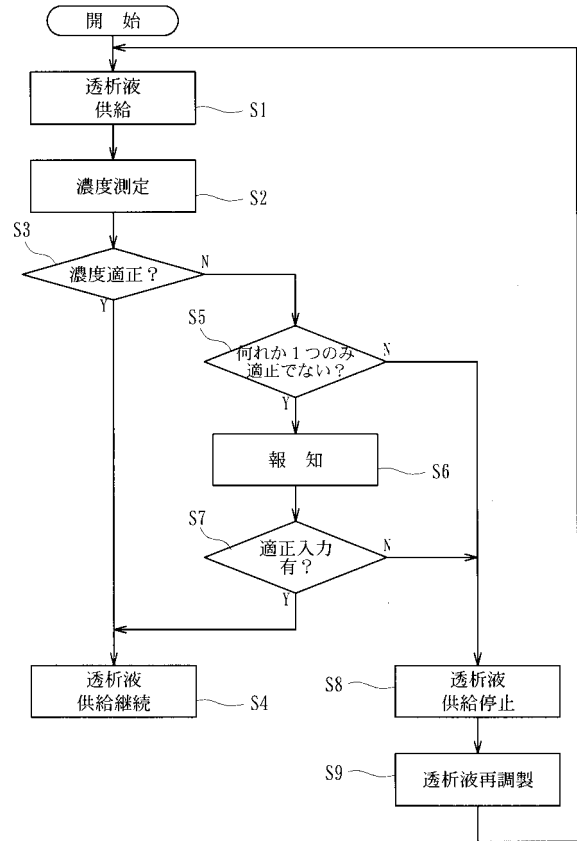 開 始
透析液
供給
S1
濃度測定
S2
S3
濃度適正？
N
Y
S5
何れか1つのみ
適正でない？
N
Y
報 知
S6
S7
適正入力
有？
N
Y
透析液
供給継続
S4
S8
透析液
供給停止
S9
透析液再調製